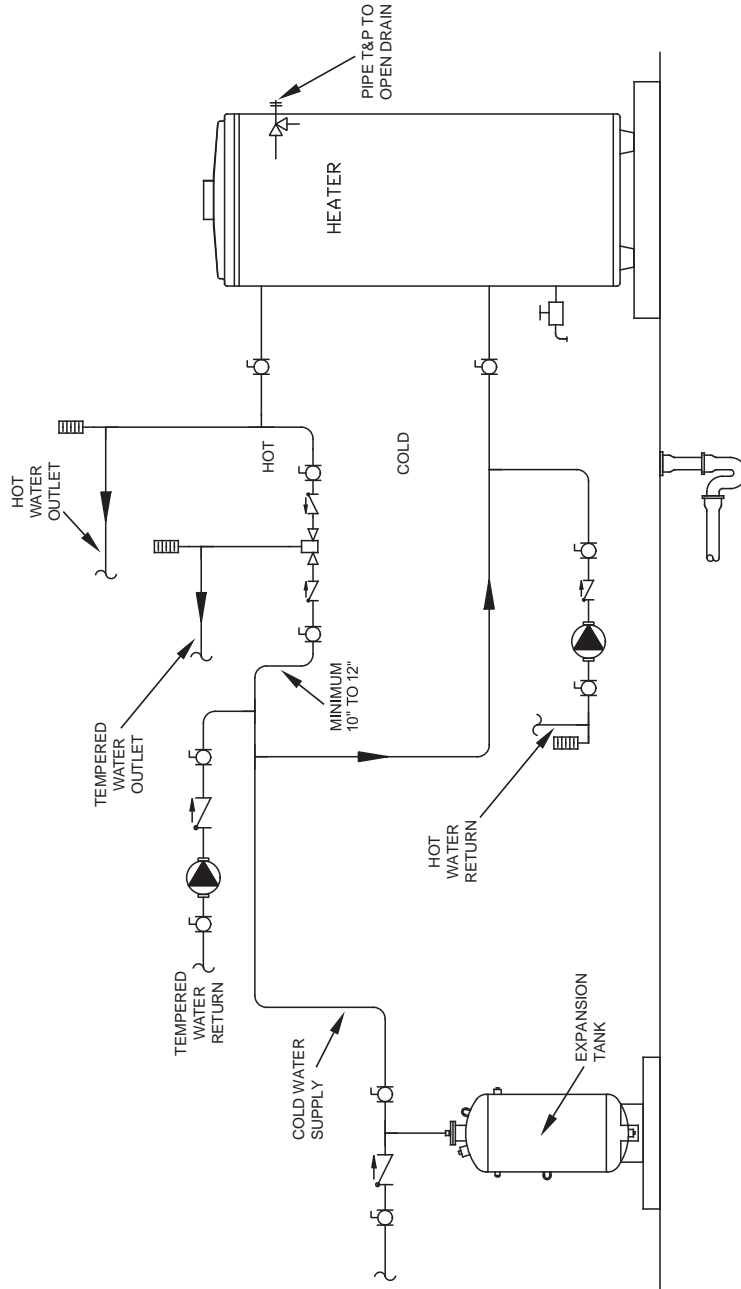 HOT
WATER
OUTLET
TEMPERED
WATER
OUTLET
TEMPERED
WATER
RETURN
COLD WATER
SUPPLY
EXPANSION
TANK
MINIMUM
10" TO 12"
HOT
WATER
RETURN
HOT
COLD
HEATER
PIPE T&P TO
OPEN DRAIN